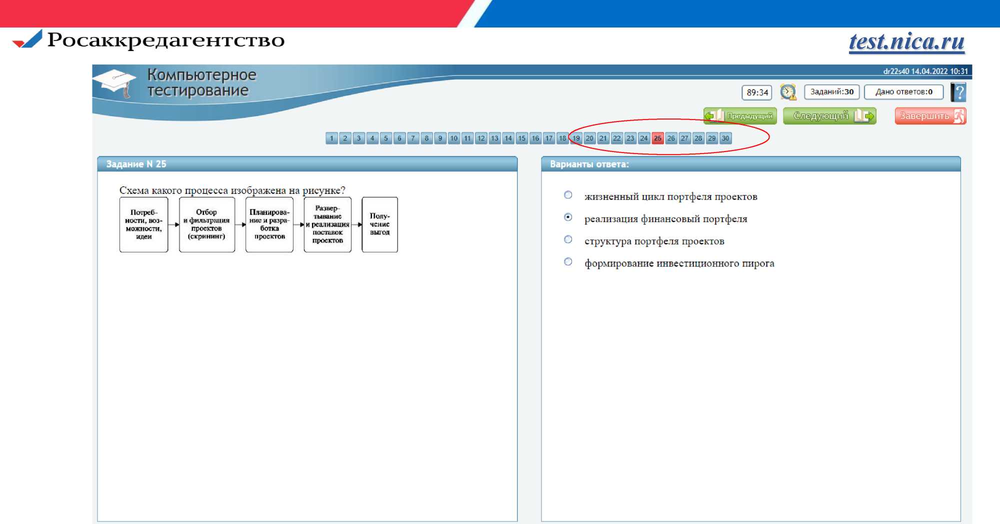 Росаккредагентство
test.nica.ru
Компьютерное
тестирование
dr22s40 14.04.2022 10:31
89:34
Заданий:30
Дано ответов:0
?
Предыдущий
Следующий
Завершить
1 2 3 4 5 6 7 8 9 10 11 12 13 14 15 16 17 18 19 20 21 22 23 24 25 26 27 28 29 30
Задание N 25
Схема какого процесса изображена на рисунке?
Потреб-
ности, воз-
можности,
идеи
Отбор
и фильтрация
проектов
(скрининг)
Планирова-
ние и разра-
ботка
проектов
Развер-
тывание
и реализация
поставок
проектов
Полу-
чение
выгод
Варианты ответа:
жизненный цикл портфеля проектов
реализация финансовый портфеля
структура портфеля проектов
формирование инвестиционного пирога